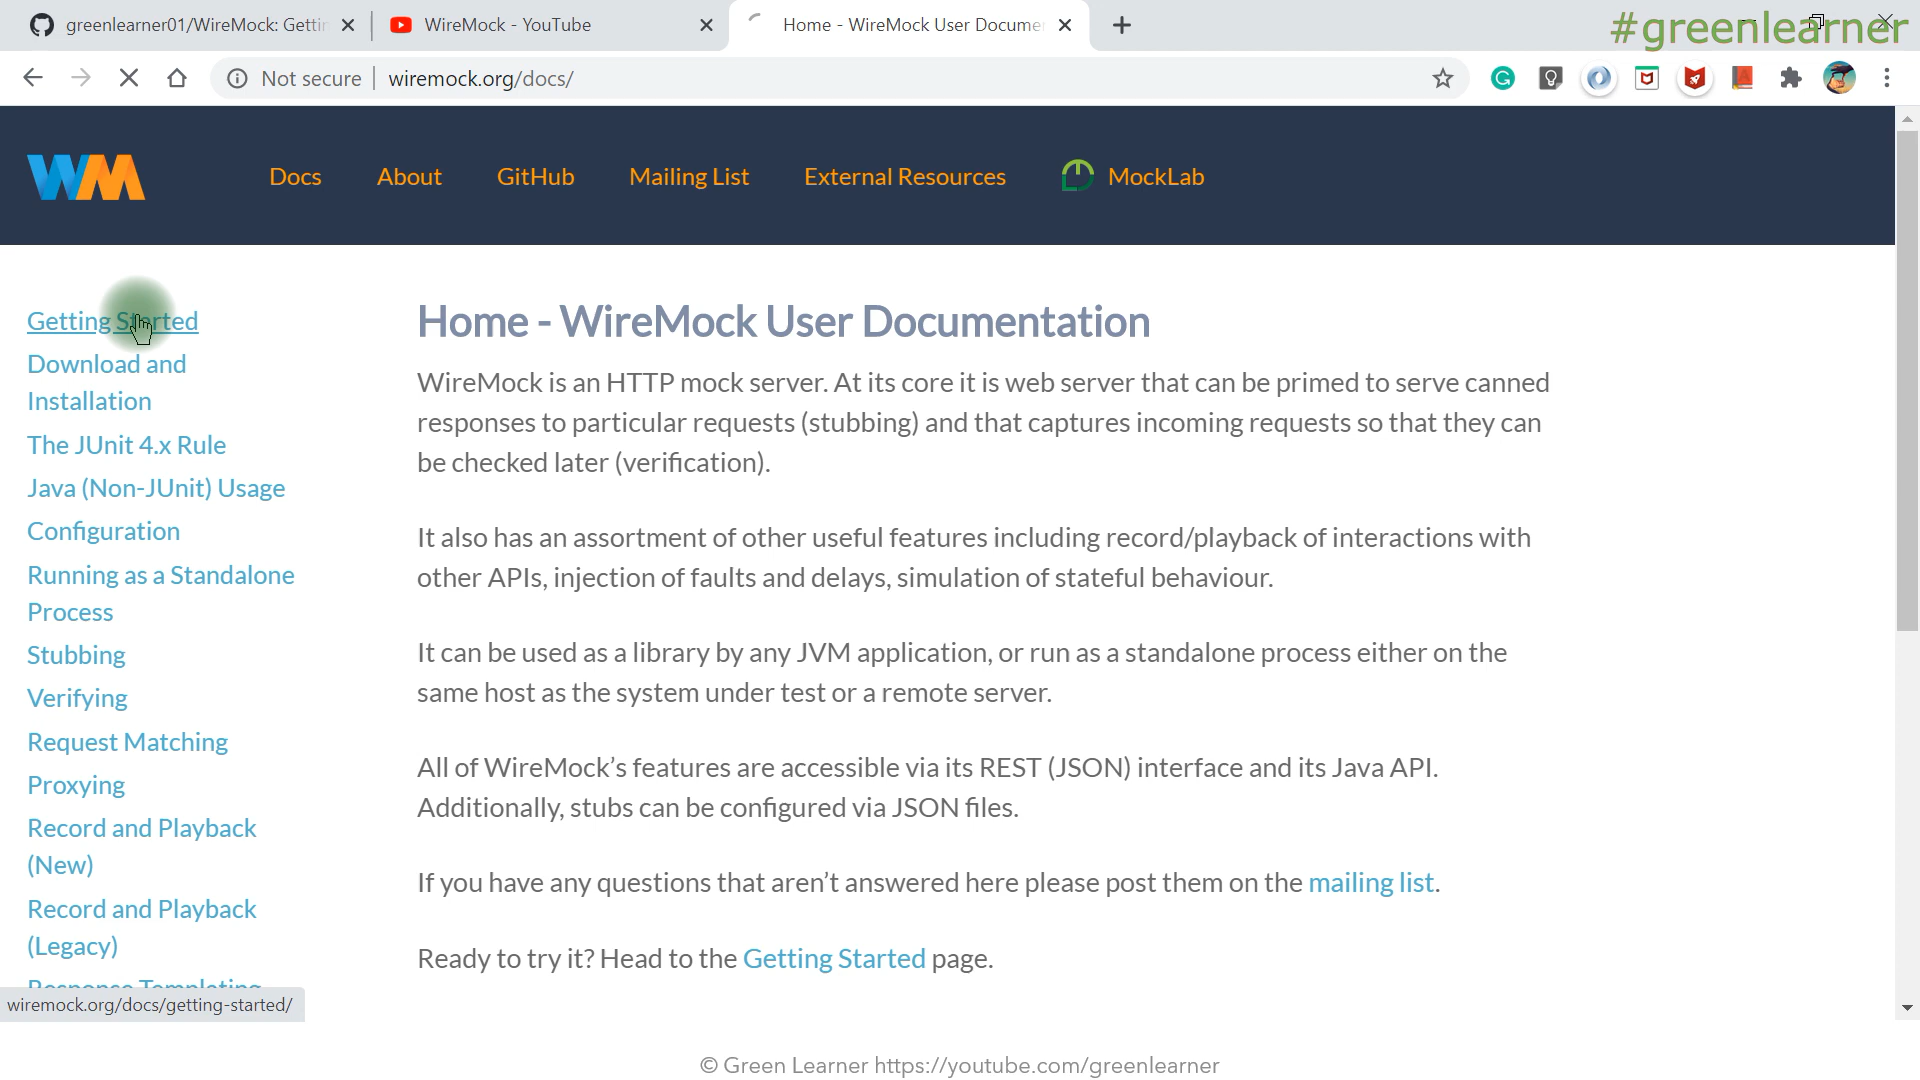 greenlearner01/WireMock: Gettin
WireMock - YouTube
Home - WireMock User Docume
#greenlearner
Not secure
wiremock.org/docs/
WM
Docs
About
GitHub
Mailing List
External Resources
MockLab
Getting Started
Download and
Installation
The JUnit 4.x Rule
Java (Non-JUnit) Usage
Configuration
Running as a Standalone
Process
Stubbing
Verifying
Request Matching
Proxying
Record and Playback
(New)
Record and Playback
(Legacy)
Response Templating
wiremock.org/docs/getting-started/
Home - WireMock User Documentation
WireMock is an HTTP mock server. At its core it is web server that can be primed to serve canned
responses to particular requests (stubbing) and that captures incoming requests so that they can
be checked later (verification).
It also has an assortment of other useful features including record/playback of interactions with
other APIs, injection of faults and delays, simulation of stateful behaviour.
It can be used as a library by any JVM application, or run as a standalone process either on the
same host as the system under test or a remote server.
All of WireMock’s features are accessible via its REST (JSON) interface and its Java API.
Additionally, stubs can be configured via JSON files.
If you have any questions that aren’t answered here please post them on the mailing list.
Ready to try it? Head to the Getting Started page.
© Green Learner https://youtube.com/greenlearner